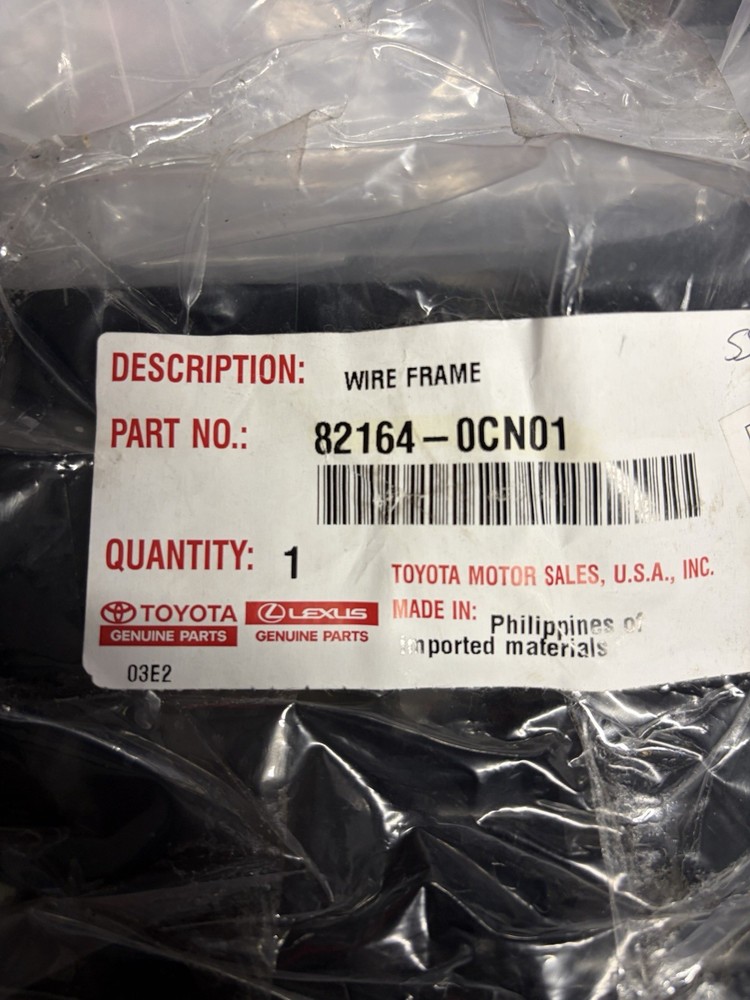 DESCRIPTION: WIRE FRAME
PART NO.: 82164-0CN01
QUANTITY: 1
TOYOTA MOTOR SALES, U.S.A., INC.
TOYOTA
GENUINE PARTS
LEXUS
GENUINE PARTS
MADE IN: Philippines of
imported materials
03E2